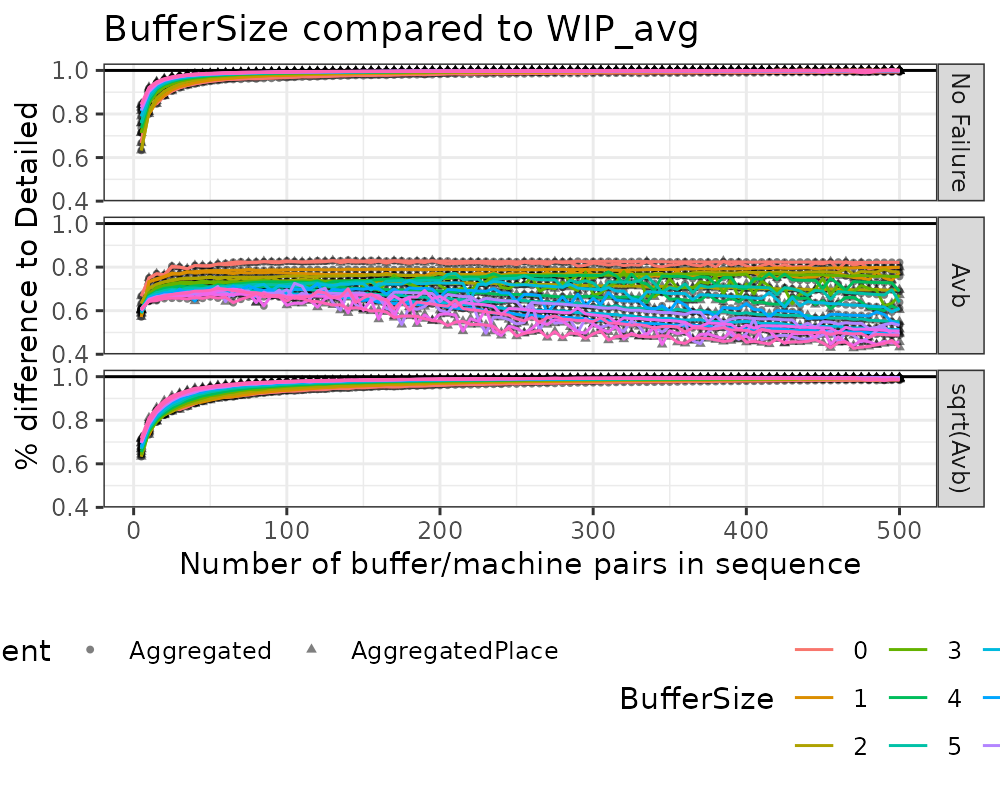 BufferSize compared to WIP_avg
% difference to Detailed
1.0
0.8
0.6
0.4
No Failure
1.0
0.8
0.6
0.4
Avb
1.0
0.8
0.6
0.4
sqrt(Avb)
0 100 200 300 400 500
Number of buffer/machine pairs in sequence
ent Aggregated AggregatedPlace
BufferSize
0 3
1 4
2 5